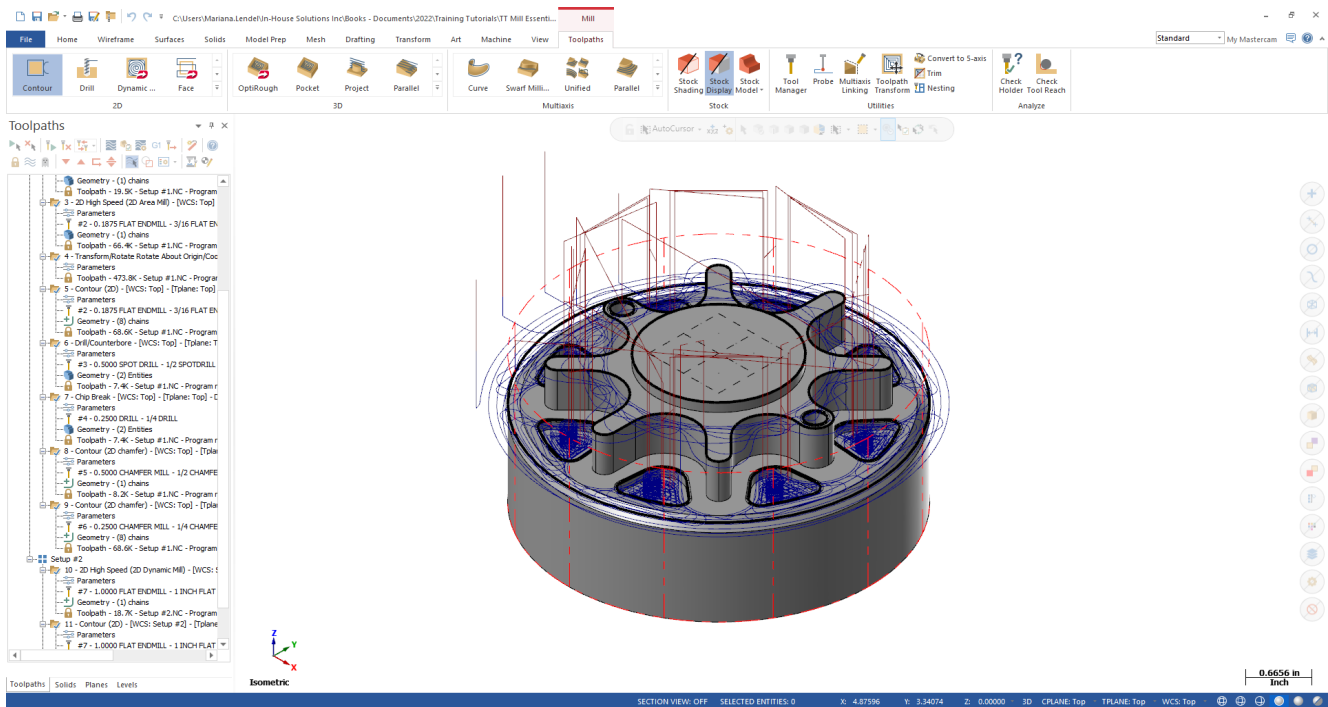 C:\Users\Mariana.Lendel\In-House Solutions Inc\Books - Documents\2022\Training Tutorials\TT Mill Essenti...
Mill
File Home Wireframe Surfaces Solids Model Prep Mesh Drafting Transform Art Machine View Toolpaths
Standard My Mastercam
Contour Drill Dynamic ... Face
2D
OptiRough Pocket Project Parallel
3D
Curve Swarf Milli... Unified Parallel
Multiaxis
Stock Shading Stock Display Stock Model
Stock
Tool Manager Probe Multiaxis Linking Toolpath Transform
Convert to 5-axis
Trim
Nesting
Utilities
Check Holder Check Tool Reach
Analyze
Toolpaths
AutoCursor
G1
Geometry - (1) chains
Toolpath - 19.5K - Setup #1.NC - Program
3 - 2D High Speed (2D Area Mill) - [WCS: Top]
Parameters
#2 - 0.1875 FLAT ENDMILL - 3/16 FLAT EN
Geometry - (1) chains
Toolpath - 66.4K - Setup #1.NC - Program
4 - Transform/Rotate Rotate About Origin/Coo
Parameters
Toolpath - 473.8K - Setup #1.NC - Progra
5 - Contour (2D) - [WCS: Top] - [Tplane: Top]
Parameters
#2 - 0.1875 FLAT ENDMILL - 3/16 FLAT EN
Geometry - (8) chains
Toolpath - 68.6K - Setup #1.NC - Program
6 - Drill/Counterbore - [WCS: Top] - [Tplane: T
Parameters
#3 - 0.5000 SPOT DRILL - 1/2 SPOTDRILL
Geometry - (2) Entities
Toolpath - 7.4K - Setup #1.NC - Program n
7 - Chip Break - [WCS: Top] - [Tplane: Top] - D
Parameters
#4 - 0.2500 DRILL - 1/4 DRILL
Geometry - (2) Entities
Toolpath - 7.4K - Setup #1.NC - Program n
8 - Contour (2D chamfer) - [WCS: Top] - [Tpla
Parameters
#5 - 0.5000 CHAMFER MILL - 1/2 CHAMFE
Geometry - (1) chains
Toolpath - 8.2K - Setup #1.NC - Program n
9 - Contour (2D chamfer) - [WCS: Top] - [Tpla
Parameters
#6 - 0.2500 CHAMFER MILL - 1/4 CHAMFE
Geometry - (8) chains
Toolpath - 68.6K - Setup #1.NC - Program
Setup #2
10 - 2D High Speed (2D Dynamic Mill) - [WCS: S
Parameters
#7 - 1.0000 FLAT ENDMILL - 1 INCH FLAT
Geometry - (1) chains
Toolpath - 18.7K - Setup #2.NC - Program
11 - Contour (2D) - [WCS: Setup #2] - [Tplane
Parameters
#7 - 1.0000 FLAT ENDMILL - 1 INCH FLAT
Z
Y
X
Isometric
0.6656 in
Inch
Toolpaths Solids Planes Levels
SECTION VIEW: OFF SELECTED ENTITIES: 0 X: 4.87596 Y: 3.34074 Z: 0.00000 3D CPLANE: Top TPLANE: Top WCS: Top